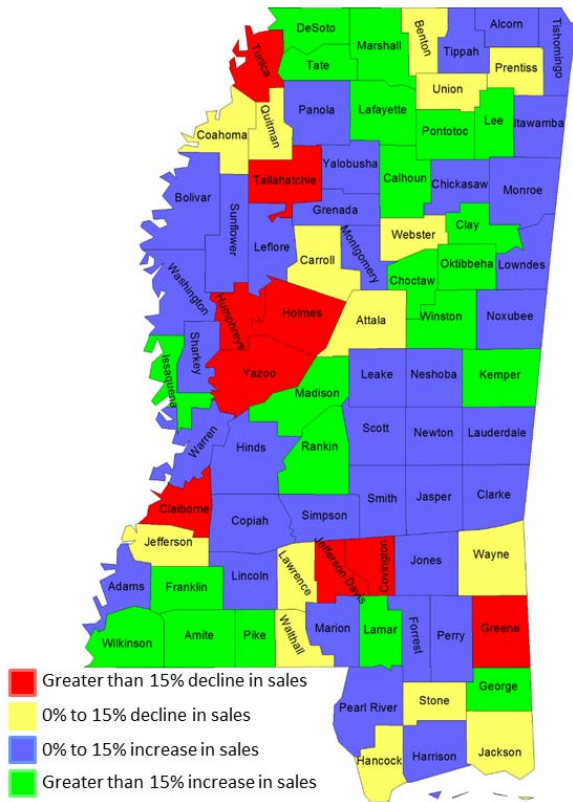 DeSoto
Marshall
Benton
Alcorn
Tippah
Tishomingo
Tunica
Tate
Prentiss
Union
Panola
Lafayette
Quitman
Coahoma
Pontotoc
Lee
Itawamba
Tallahatchie
Yalobusha
Calhoun
Chickasaw
Monroe
Bolivar
Sunflower
Grenada
Leflore
Carroll
Montgomery
Webster
Clay
Oktibbeha
Lowndes
Choctaw
Washington
Humphreys
Holmes
Attala
Winston
Noxubee
Issaquena
Sharkey
Yazoo
Madison
Leake
Neshoba
Kemper
Warren
Hinds
Rankin
Scott
Newton
Lauderdale
Claiborne
Copiah
Simpson
Smith
Jasper
Clarke
Jefferson
Lawrence
Jefferson Davis
Covington
Jones
Wayne
Adams
Franklin
Lincoln
Wilkinson
Amite
Pike
Walthall
Marion
Lamar
Forrest
Perry
Greene
Greater than 15% decline in sales
0% to 15% decline in sales
0% to 15% increase in sales
Greater than 15% increase in sales
Pearl River
Stone
George
Hancock
Harrison
Jackson